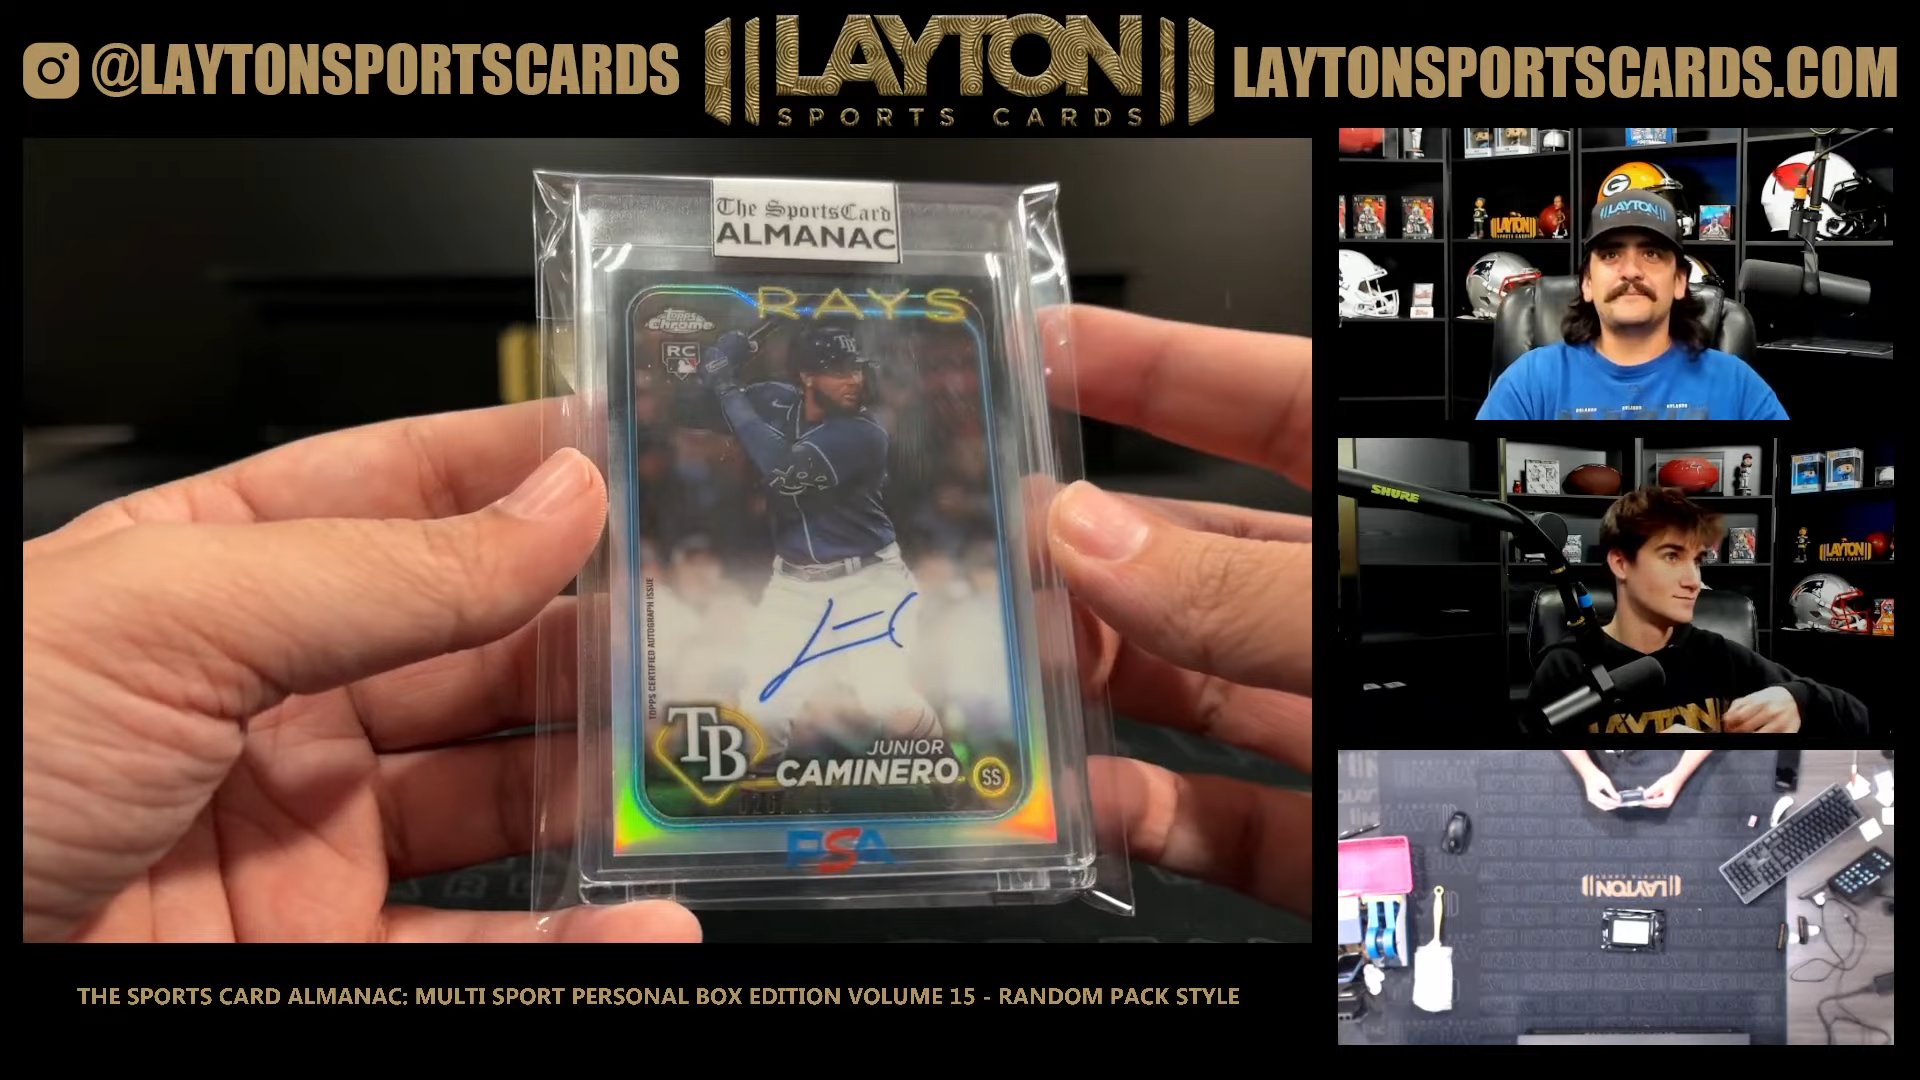 @LAYTONSPORTSCARDS
LAYTON
SPORTS CARDS
LAYTONSPORTSCARDS.COM
The SportsCard
ALMANAC
RAYS
Topps
Chrome
RC
TB
TOPPS CERTIFIED AUTOGRAPH ISSUE
TB
JUNIOR
CAMINERO
SS
PSA
LAYTON
LAYTON
SHURE
LAYTON
LAYTON
LAYTON
THE SPORTS CARD ALMANAC: MULTI SPORT PERSONAL BOX EDITION VOLUME 15 - RANDOM PACK STYLE